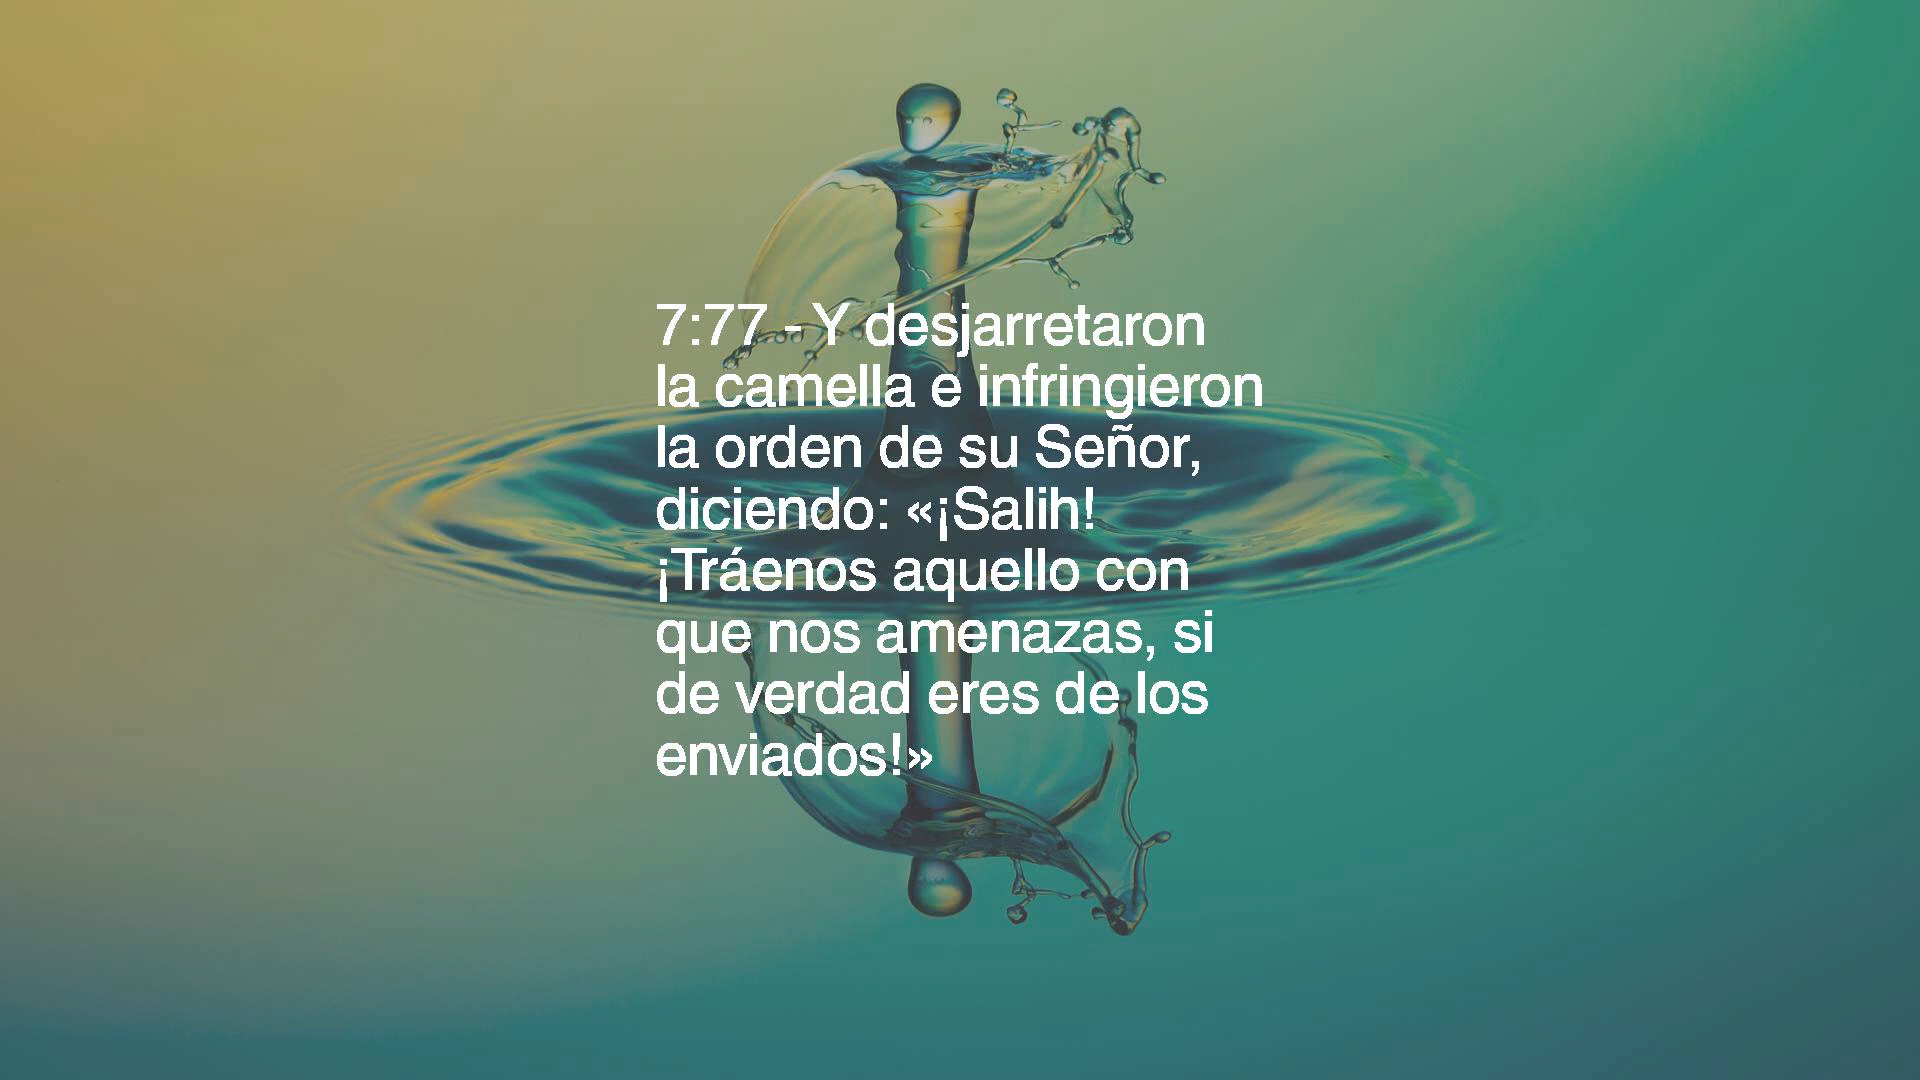 7:77 - Y desjarretaron
la camella e infringieron
la orden de su Señor,
diciendo: «¡Salih!
¡Tráenos aquello con
que nos amenazas, si
de verdad eres de los
enviados!»